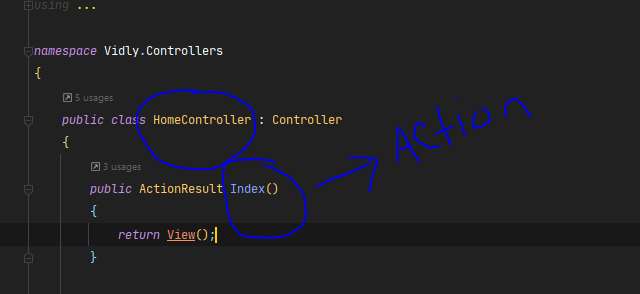 using ...
namespace Vidly.Controllers
{
5 usages
public class HomeController : Controller
{
3 usages
public ActionResult Index()
{
return View();
}
Action